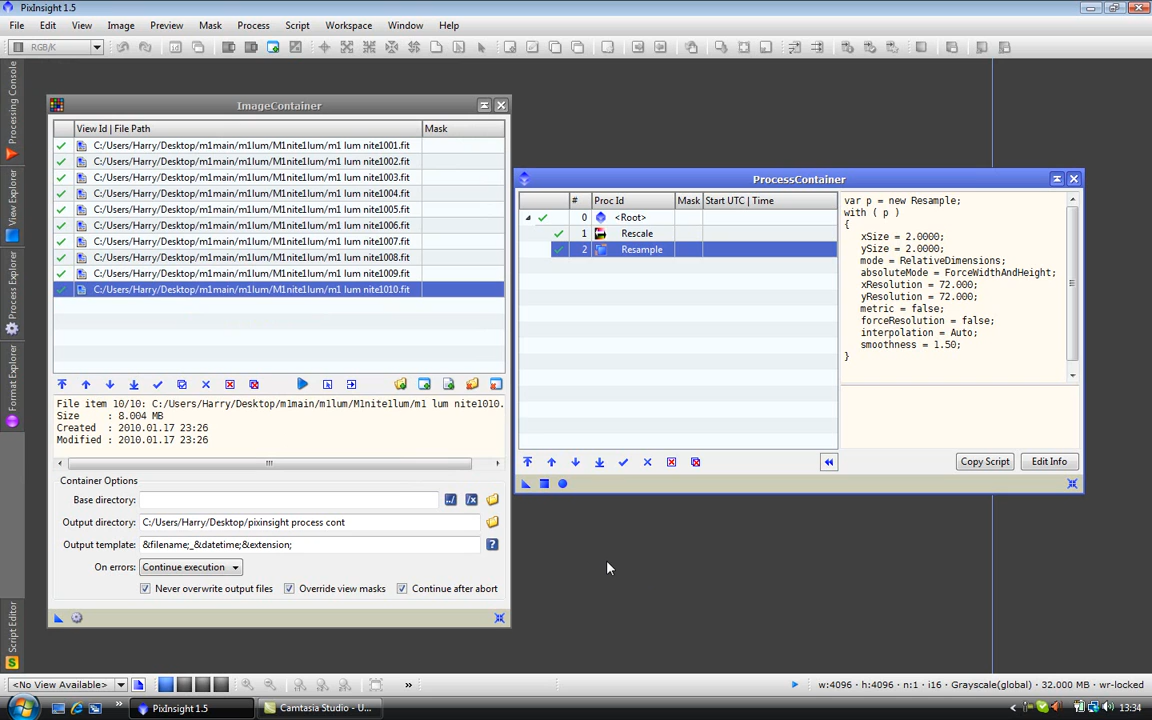 PixInsight 1.5
File Edit View Image Preview Mask Process Script Workspace Window Help
RGB/K
Processing Console
View Explorer
Process Explorer
Format Explorer
Script Editor
ImageContainer
View Id | File Path Mask
C:/Users/Harry/Desktop/m1main/m1lum/M1nite1lum/m1 lum nite1001.fit
C:/Users/Harry/Desktop/m1main/m1lum/M1nite1lum/m1 lum nite1002.fit
C:/Users/Harry/Desktop/m1main/m1lum/M1nite1lum/m1 lum nite1003.fit
C:/Users/Harry/Desktop/m1main/m1lum/M1nite1lum/m1 lum nite1004.fit
C:/Users/Harry/Desktop/m1main/m1lum/M1nite1lum/m1 lum nite1005.fit
C:/Users/Harry/Desktop/m1main/m1lum/M1nite1lum/m1 lum nite1006.fit
C:/Users/Harry/Desktop/m1main/m1lum/M1nite1lum/m1 lum nite1007.fit
C:/Users/Harry/Desktop/m1main/m1lum/M1nite1lum/m1 lum nite1008.fit
C:/Users/Harry/Desktop/m1main/m1lum/M1nite1lum/m1 lum nite1009.fit
C:/Users/Harry/Desktop/m1main/m1lum/M1nite1lum/m1 lum nite1010.fit
File item 10/10: C:/Users/Harry/Desktop/m1main/m1lum/M1nite1lum/m1 lum nite1010.
Size : 8.004 MB
Created : 2010.01.17 23:26
Modified : 2010.01.17 23:26
Container Options
Base directory:
Output directory: C:/Users/Harry/Desktop/pixinsight process cont
Output template: &filename;_&datetime;&extension;
On errors: Continue execution
Never overwrite output files Override view masks Continue after abort
ProcessContainer
# Proc Id Mask Start UTC | Time
0 <Root>
1 Rescale
2 Resample
var p = new Resample;
with ( p )
{
xSize = 2.0000;
ySize = 2.0000;
mode = RelativeDimensions;
absoluteMode = ForceWidthAndHeight;
xResolution = 72.000;
yResolution = 72.000;
metric = false;
forceResolution = false;
interpolation = Auto;
smoothness = 1.50;
}
Copy Script Edit Info
<No View Available>
w:4096 · h:4096 · n:1 · i16 · Grayscale(global) · 32.000 MB · wr-locked
PixInsight 1.5
Camtasia Studio - U...
13:34